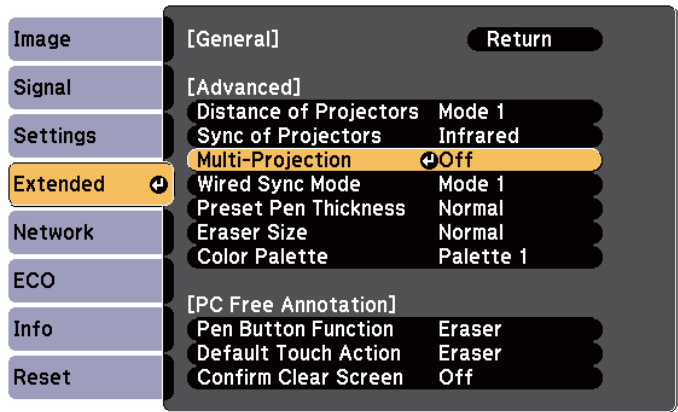 Image
Signal
Settings
Extended
Network
ECO
Info
Reset
[General] Return
[Advanced]
Distance of Projectors Mode 1
Sync of Projectors Infrared
Multi-Projection Off
Wired Sync Mode Mode 1
Preset Pen Thickness Normal
Eraser Size Normal
Color Palette Palette 1
[PC Free Annotation]
Pen Button Function Eraser
Default Touch Action Eraser
Confirm Clear Screen Off